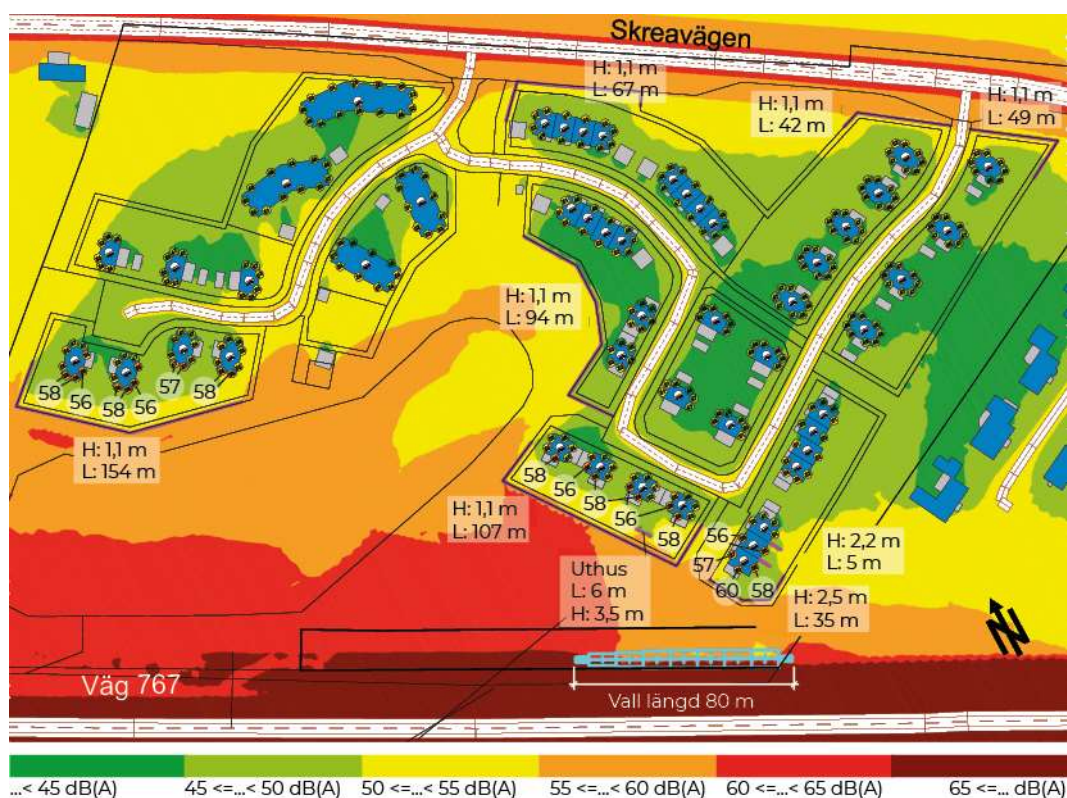 Skreavägen
H: 1,1 m
L: 67 m
H: 1,1 m
L: 42 m
H: 1,1 m
L: 49 m
H: 1,1 m
L: 94 m
58
56
58
56
57
58
H: 1,1 m
L: 154 m
58
56
58
56
58
H: 1,1 m
L: 107 m
56
57
60
58
H: 2,2 m
L: 5 m
Uthus
L: 6 m
H: 3,5 m
H: 2,5 m
L: 35 m
N
Väg 767
Vall längd 80 m
...< 45 dB(A)
45 <=...< 50 dB(A)
50 <=...< 55 dB(A)
55 <=...< 60 dB(A)
60 <=...< 65 dB(A)
65 <=... dB(A)